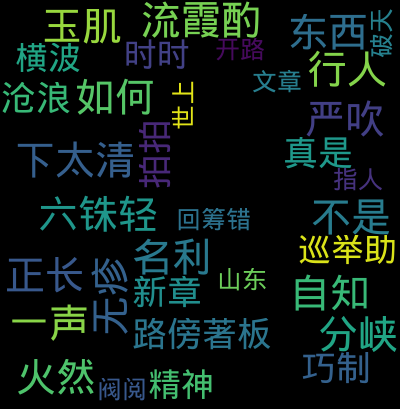 玉肌
流霞酌
东西
破天
横波
时时
开路
文章
行人
沧浪
如何
世上
严吹
下太清
拍拍
真是
指人
六铢轻
回筹错
不是
名利
巡举助
正长
无疹
新章
山东
自知
一声
路傍著板
分峡
火然
阀阅
精神
巧制